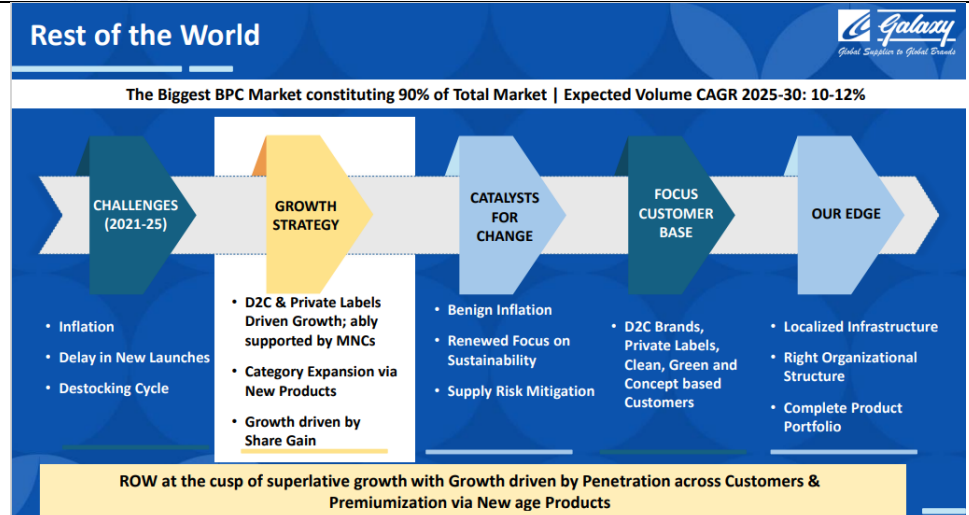 Rest of the World
Galaxy
Global Supplier to Global Brands
The Biggest BPC Market constituting 90% of Total Market | Expected Volume CAGR 2025-30: 10-12%
CHALLENGES
(2021-25)
• Inflation
• Delay in New Launches
• Destocking Cycle
GROWTH
STRATEGY
• D2C & Private Labels
Driven Growth; ably
supported by MNCs
• Category Expansion via
New Products
• Growth driven by
Share Gain
CATALYSTS
FOR
CHANGE
• Benign Inflation
• Renewed Focus on
Sustainability
• Supply Risk Mitigation
FOCUS
CUSTOMER
BASE
• D2C Brands,
Private Labels,
Clean, Green and
Concept based
Customers
OUR EDGE
• Localized Infrastructure
• Right Organizational
Structure
• Complete Product
Portfolio
ROW at the cusp of superlative growth with Growth driven by Penetration across Customers &
Premiumization via New age Products